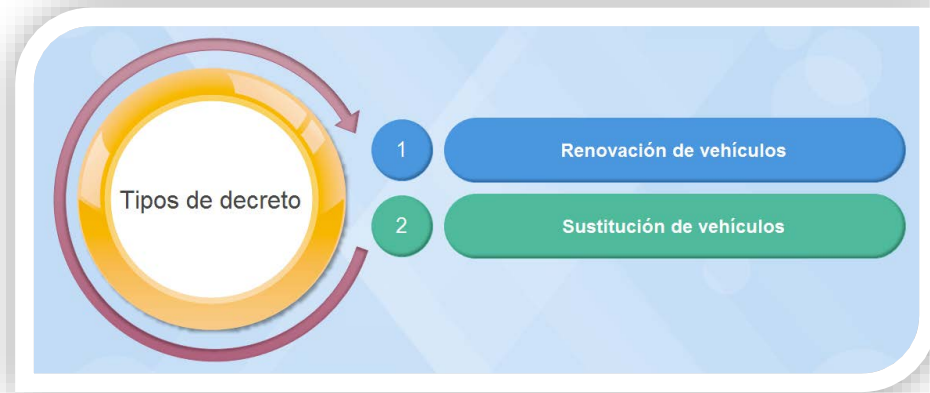 Tipos de decreto
1
Renovación de vehículos
2
Sustitución de vehículos